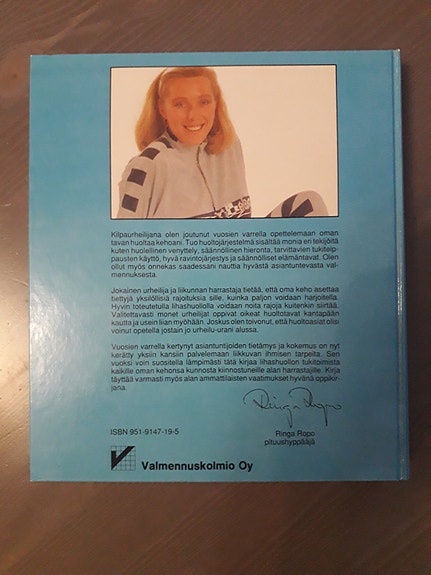 Kilpaurheilijana olen joutunut vuosien varrella opettelemaan oman
tavan huoltaa kehoani. Tuo huoltojärjestelmä sisältää monia eri tekijöitä
kuten huolellinen venyttely, säännöllinen hieronta, tarvittavien tukiteip-
pausten käyttö, hyvä ravintojärjestys ja säännölliset elämäntavat. Olen
ollut myös onnekas saadessani nauttia hyvästä asiantuntevasta val-
mennuksesta.
Jokainen urheilija ja liikunnan harrastaja tietää, että oma keho asettaa
tiettyjä yksilöllisiä rajoituksia sille, kuinka paljon voidaan harjoitella.
Hyvin toteutetulla lihashuollolla voidaan noita rajoja kuitenkin siirtää.
Valitettavasti monet urheilijat oppivat oikeat huoltotavat kantapään
kautta ja usein liian myöhään. Joskus olen toivonut, että huoltoasiat olisi
voinut opetella jostain jo urheilu-urani alussa.
Vuosien varrella kertynyt asiantuntijoiden tietämys ja kokemus on nyt
kerätty yksiin kansiin palvelemaan liikkuvan ihmisen tarpeita. Sen
vuoksi voin suositella lämpimästi tätä kirjaa lihashuollon tukitoimista
kaikille oman kehonsa kunnosta kiinnostuneille alan harrastajille. Kirja
täyttää varmasti myös alan ammattilaisten vaatimukset hyvänä oppikir-
jana.
Ringa Ropo
ISBN 951-9147-19-5
Ringa Ropo
pituushyppääjä
Valmennuskolmio Oy